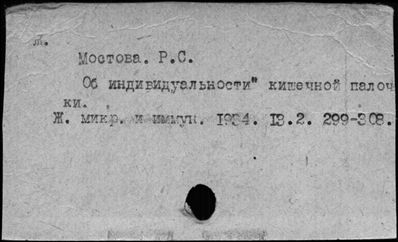 Мостова. Р.С.
Об индивидуальности" кишечной палоч
ки.
Ж. микр. и иммун. 1934. 13.2. 299-308.